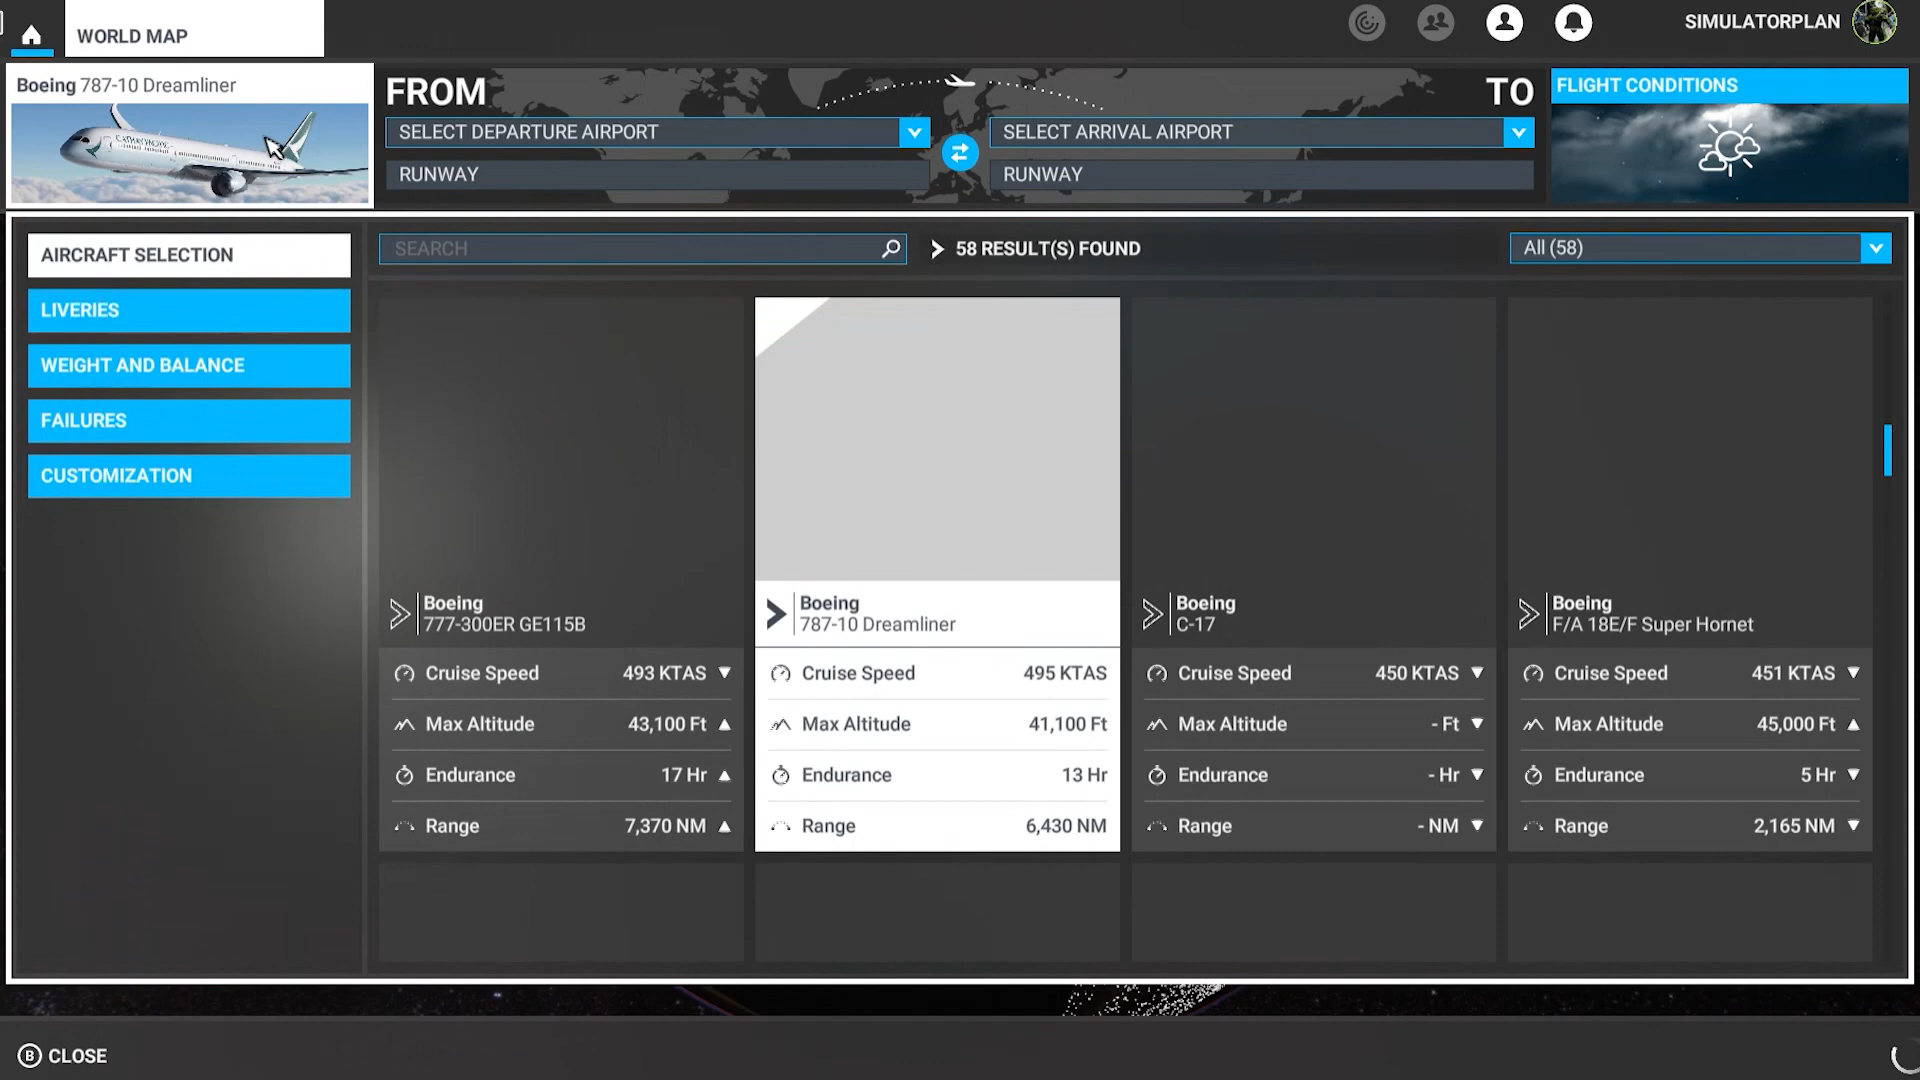 WORLD MAP
SIMULATORPLAN
Boeing 787-10 Dreamliner
CATHAY PACIFIC
FROM
TO
SELECT DEPARTURE AIRPORT
SELECT ARRIVAL AIRPORT
RUNWAY
RUNWAY
FLIGHT CONDITIONS
AIRCRAFT SELECTION
LIVERIES
WEIGHT AND BALANCE
FAILURES
CUSTOMIZATION
SEARCH
58 RESULT(S) FOUND
All (58)
Boeing
777-300ER GE115B
Cruise Speed 493 KTAS
Max Altitude 43,100 Ft
Endurance 17 Hr
Range 7,370 NM
Boeing
787-10 Dreamliner
Cruise Speed 495 KTAS
Max Altitude 41,100 Ft
Endurance 13 Hr
Range 6,430 NM
Boeing
C-17
Cruise Speed 450 KTAS
Max Altitude - Ft
Endurance - Hr
Range - NM
Boeing
F/A 18E/F Super Hornet
Cruise Speed 451 KTAS
Max Altitude 45,000 Ft
Endurance 5 Hr
Range 2,165 NM
B CLOSE